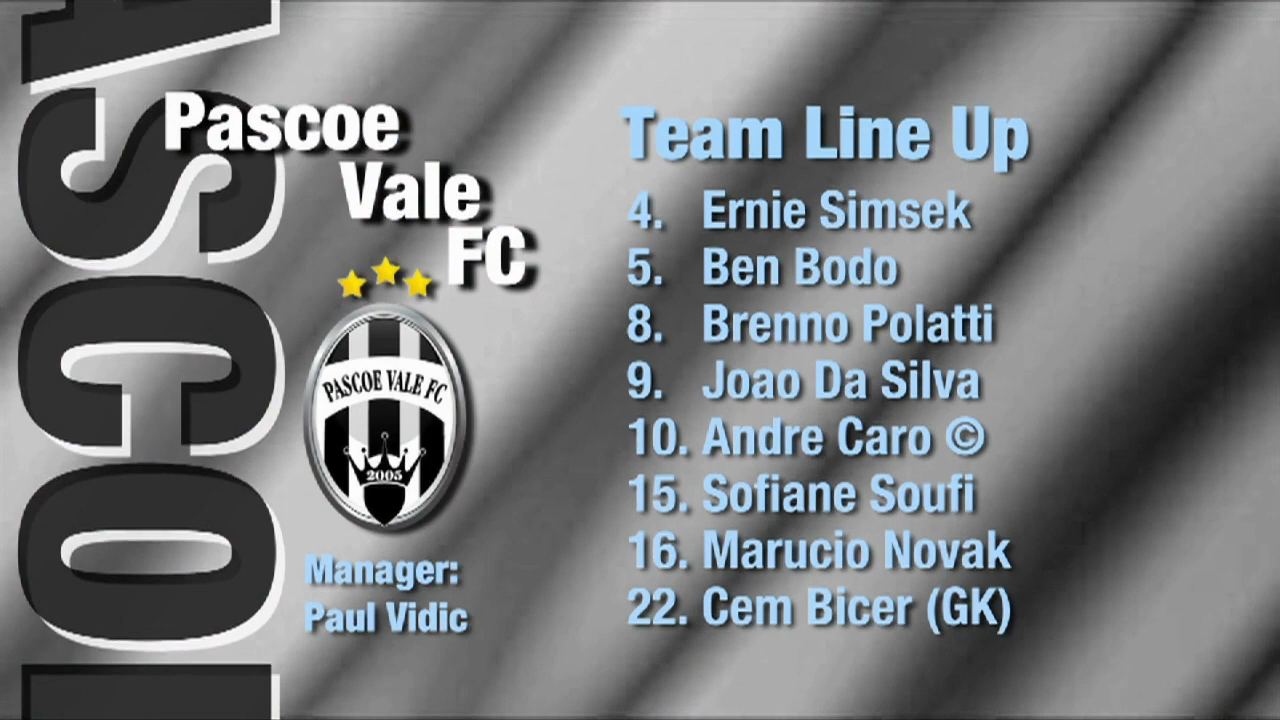 Pascoe
Vale
FC
PASCOE VALE FC
2005
Manager:
Paul Vidic
Team Line Up
4. Ernie Simsek
5. Ben Bodo
8. Brenno Polatti
9. Joao Da Silva
10. Andre Caro ©
15. Sofiane Soufi
16. Marucio Novak
22. Cem Bicer (GK)